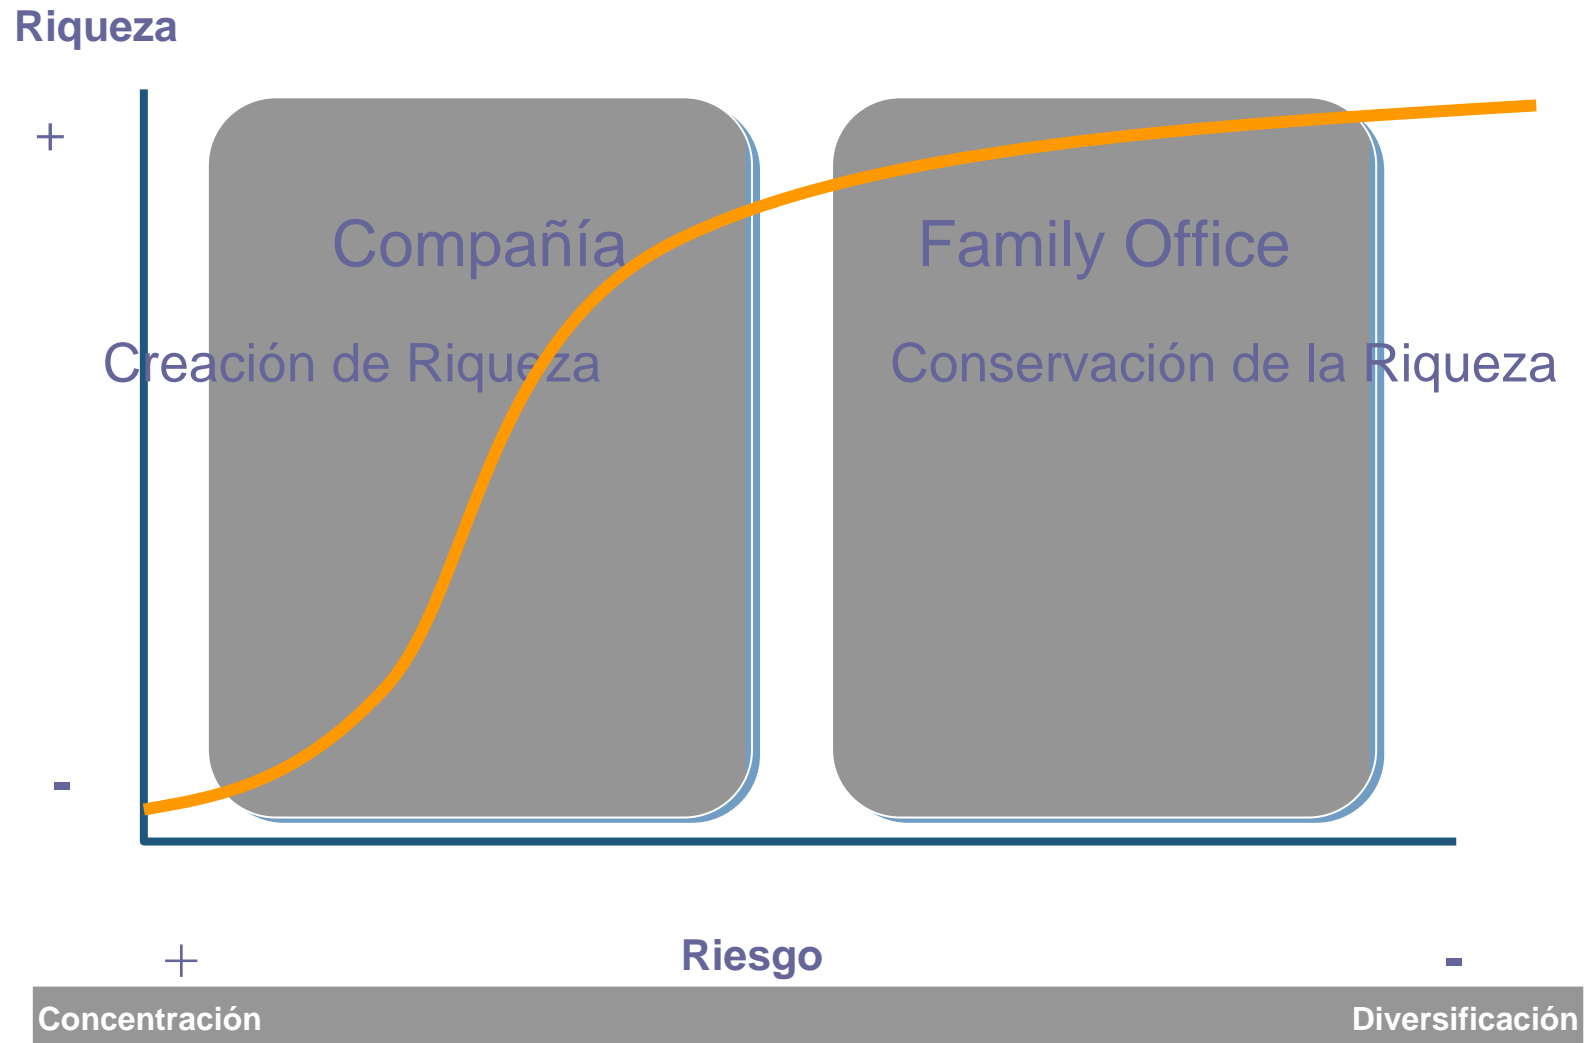 Riqueza
+
Compañía
Family Office
Creación de Riqueza
Conservación de la Riqueza
-
+
Riesgo
-
Concentración
Diversificación